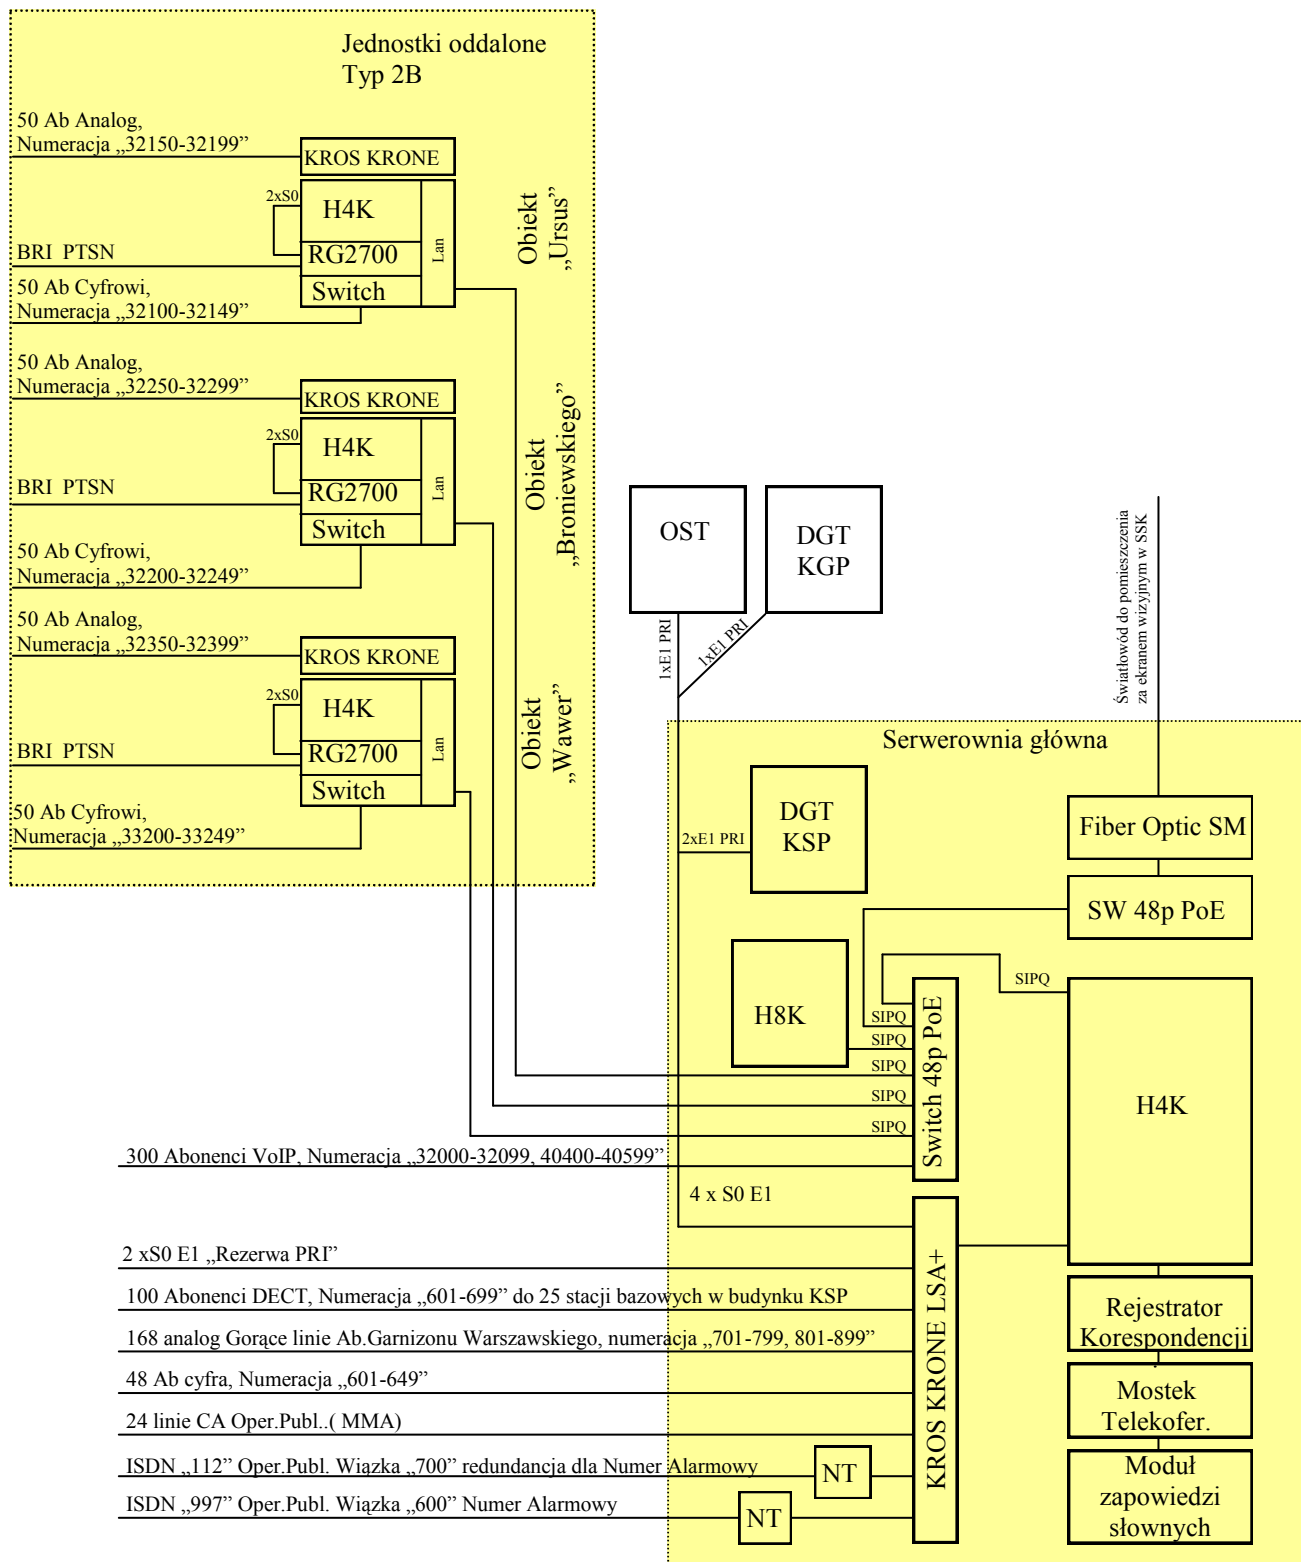 Jednostki oddalone
Typ 2B
50 Ab Analog,
Numeracja „32150-32199”
KROS KRONE
2xS0
H4K
Lan
BRI PTSN
RG2700
50 Ab Cyfrowi,
Numeracja „32100-32149”
Switch
Obiekt
„Ursus”
50 Ab Analog,
Numeracja „32250-32299”
KROS KRONE
2xS0
H4K
Lan
BRI PTSN
RG2700
Switch
50 Ab Cyfrowi,
Numeracja „32200-32249”
Obiekt
„Broniewskiego”
50 Ab Analog,
Numeracja „32350-32399”
KROS KRONE
2xS0
H4K
Lan
BRI PTSN
RG2700
Switch
50 Ab Cyfrowi,
Numeracja „33200-33249”
Obiekt
„Wawer”
OST
DGT
KGP
1xE1 PRI
1xE1 PRI
Światłowód do pomieszczenia
za ekranem wizyjnym w SSK
Serwerownia główna
DGT
KSP
2xE1 PRI
Fiber Optic SM
SW 48p PoE
H8K
SIPQ
SIPQ
SIPQ
SIPQ
SIPQ
SIPQ
Switch 48p PoE
H4K
300 Abonenci VoIP, Numeracja „32000-32099, 40400-40599”
4 x S0 E1
2 xS0 E1 „Rezerwa PRI”
100 Abonenci DECT, Numeracja „601-699” do 25 stacji bazowych w budynku KSP
168 analog Gorące linie Ab.Garnizonu Warszawskiego, numeracja „701-799, 801-899”
48 Ab cyfra, Numeracja „601-649”
24 linie CA Oper.Publ..( MMA)
ISDN „112” Oper.Publ. Wiązka „700” redundancja dla Numer Alarmowy
NT
ISDN „997” Oper.Publ. Wiązka „600” Numer Alarmowy
NT
KROS KRONE LSA+
Rejestrator
Korespondencji
Mostek
Telekofer.
Moduł
zapowiedzi
słownych